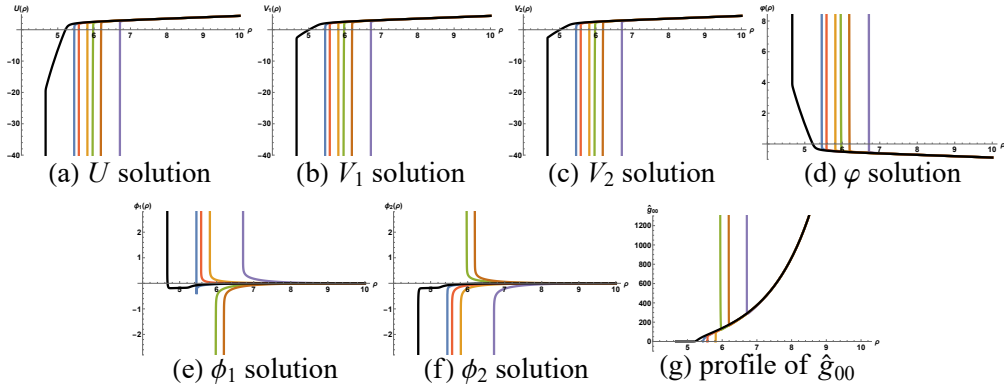 U(ρ)
5 6 7 8 9 10 ρ
-10
-20
-30
-40
(a) U solution
V₁(ρ)
5 6 7 8 9 10 ρ
-10
-20
-30
-40
(b) V₁ solution
V₂(ρ)
5 6 7 8 9 10 ρ
-10
-20
-30
-40
(c) V₂ solution
φ(ρ)
8
6
4
2
5 6 7 8 9 10 ρ
(d) φ solution
ϕ₁(ρ)
2
1
5 6 7 8 9 10 ρ
-1
-2
(e) ϕ₁ solution
ϕ₂(ρ)
2
1
5 6 7 8 9 10 ρ
-1
-2
(f) ϕ₂ solution
ĝ₀₀
1200
1000
800
600
400
200
0
5 6 7 8 9 10 ρ
(g) profile of ĝ₀₀